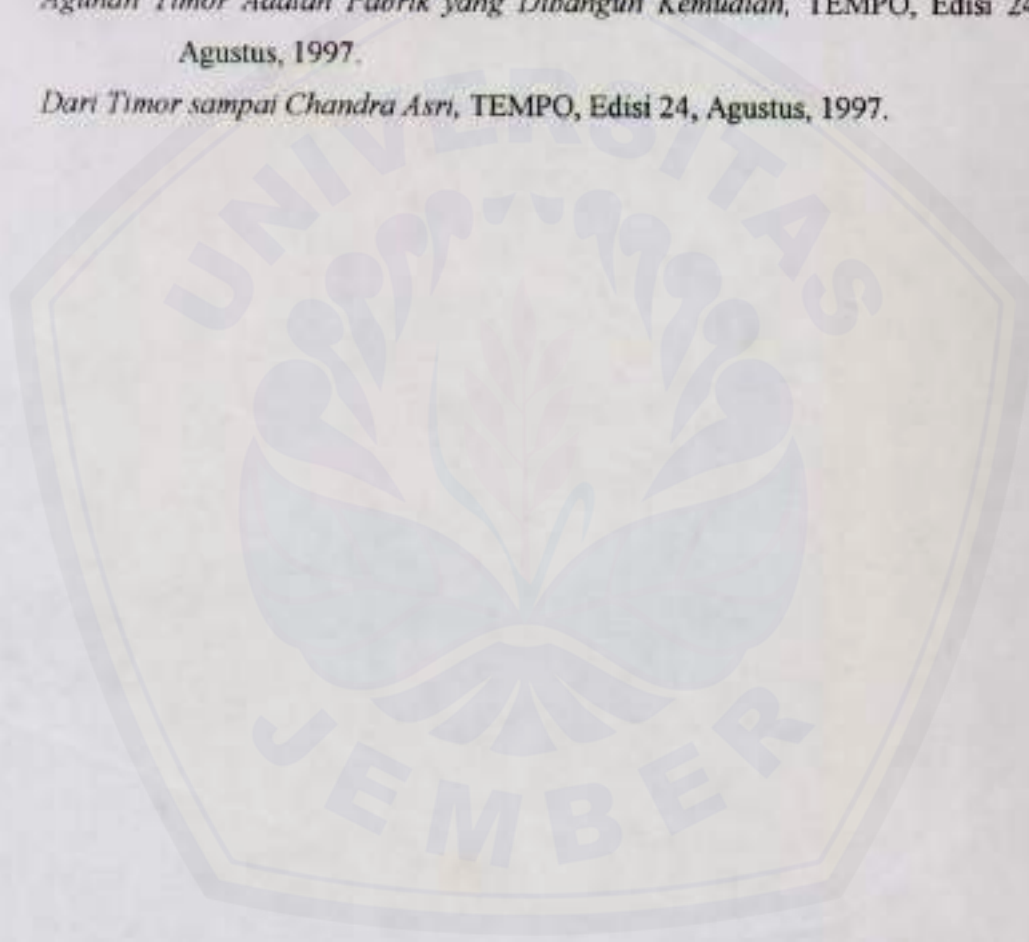 Agunan Timor Adalah Pabrik yang Dibangun Kemudian, TEMPO, Edisi 24
Agustus, 1997.
Dari Timor sampai Chandra Asri, TEMPO, Edisi 24, Agustus, 1997.
UNIVERSITAS
JEMBER